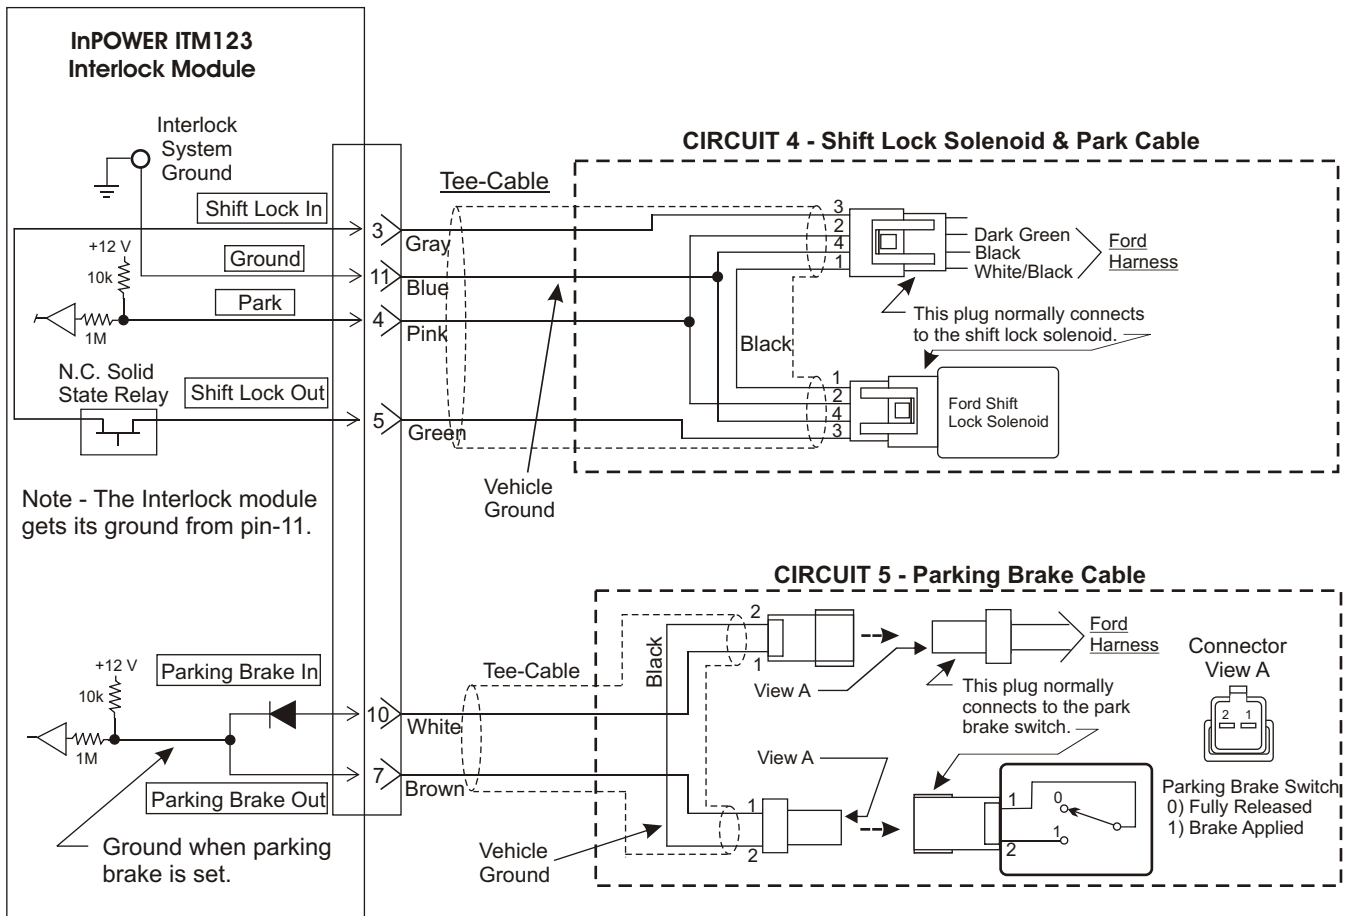 InPOWER ITM123
Interlock Module
Interlock
System
Ground
Shift Lock In
+12 V
10k
Ground
Park
1M
N.C. Solid
State Relay
Shift Lock Out
Note - The Interlock module
gets its ground from pin-11.
3
Gray
11
Blue
4
Pink
5
Green
Tee-Cable
Vehicle
Ground
CIRCUIT 4 - Shift Lock Solenoid & Park Cable
3
2
4
1
Dark Green
Black
White/Black
Ford
Harness
This plug normally connects
to the shift lock solenoid.
Black
1
2
4
3
Ford Shift
Lock Solenoid
CIRCUIT 5 - Parking Brake Cable
+12 V
10k
1M
Parking Brake In
Parking Brake Out
Ground when parking
brake is set.
10
White
7
Brown
Tee-Cable
Black
2
1
View A
Ford
Harness
This plug normally
connects to the park
brake switch.
View A
1
2
Vehicle
Ground
1
2
0
1
Connector
View A
2 1
Parking Brake Switch
0) Fully Released
1) Brake Applied